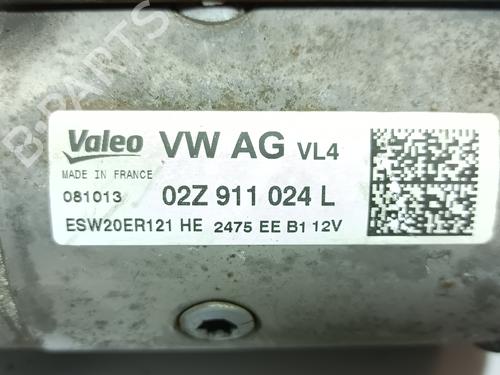 B-PARTS
Valeo VW AG VL4
MADE IN FRANCE
081013 02Z 911 024 L
ESW20ER121 HE 2475 EE B1 12V